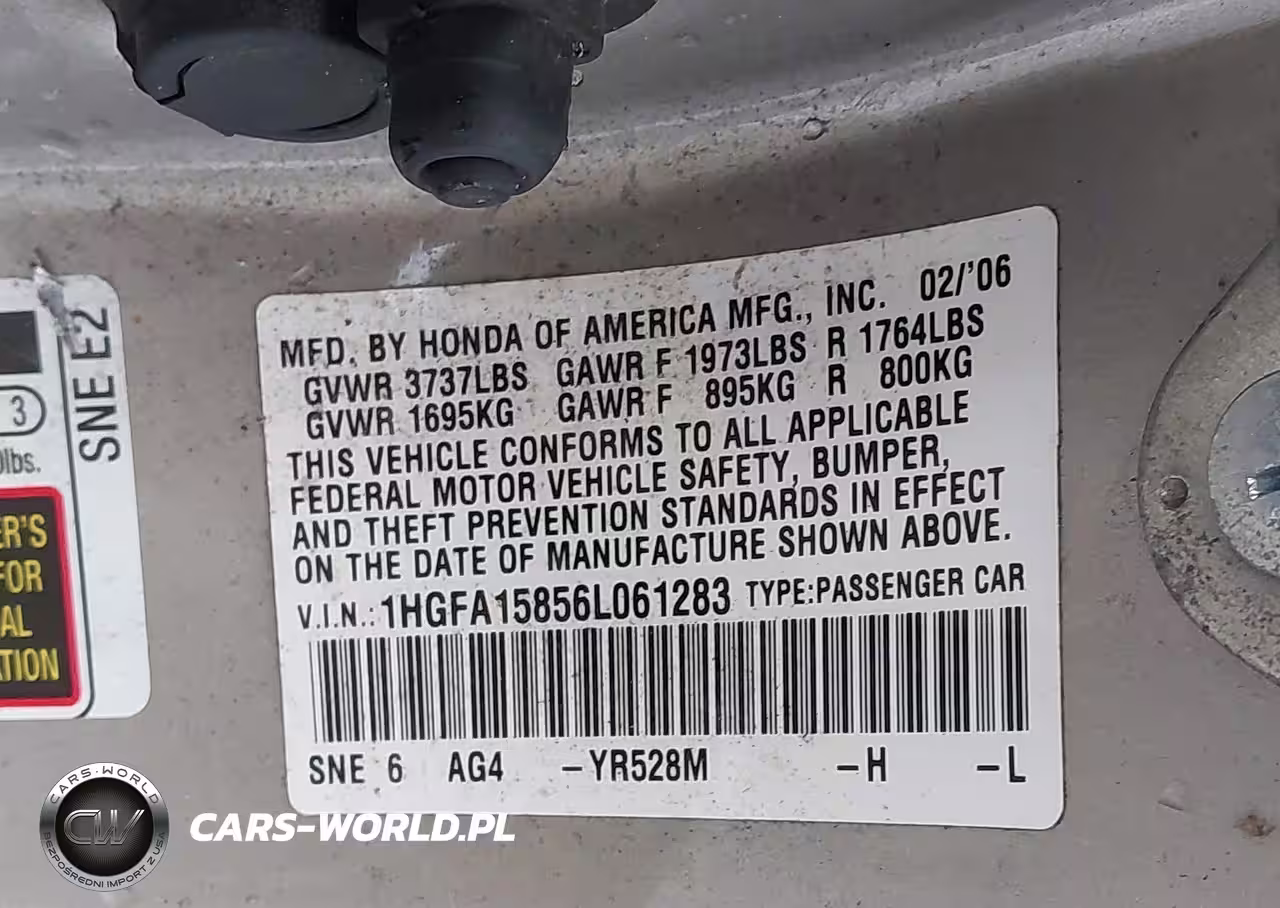 MFD. BY HONDA OF AMERICA MFG., INC. 02/'06
GVWR 3737LBS GAWR F 1973LBS R 1764LBS
GVWR 1695KG GAWR F 895KG R 800KG
THIS VEHICLE CONFORMS TO ALL APPLICABLE
FEDERAL MOTOR VEHICLE SAFETY, BUMPER,
AND THEFT PREVENTION STANDARDS IN EFFECT
ON THE DATE OF MANUFACTURE SHOWN ABOVE.
V.I.N.: 1HGFA15856L061283 TYPE:PASSENGER CAR
SNE 6 AG4 -YR528M -H -L
SNE E2
3
lbs.
ER'S
FOR
AL
TION
CARS-WORLD
CW
BEZPOŚREDNI IMPORT Z USA
CARS-WORLD.PL